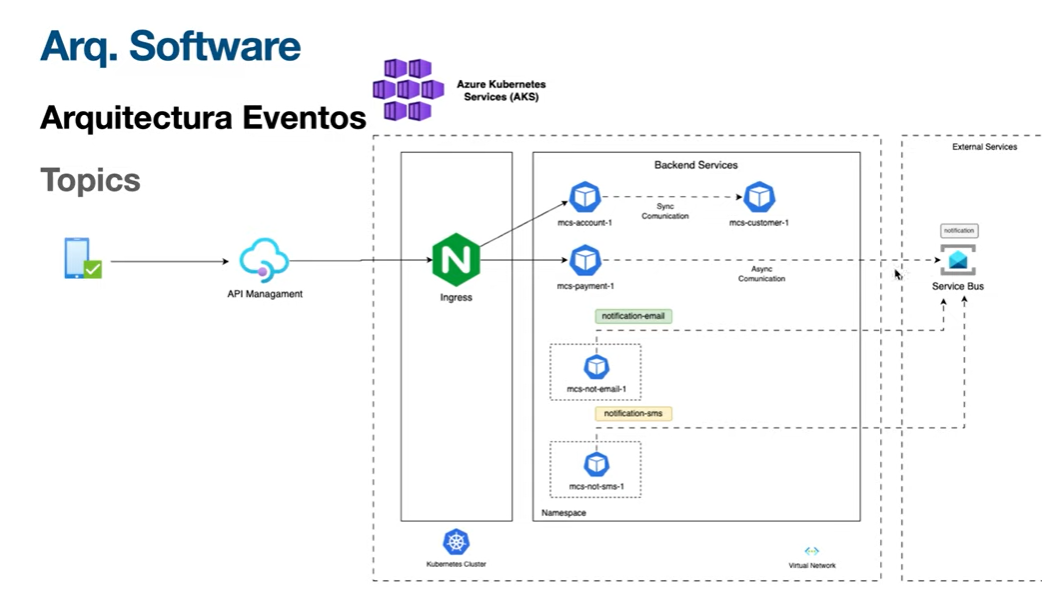 Arq. Software
Arquitectura Eventos
Topics
Azure Kubernetes
Services (AKS)
External Services
Backend Services
mcs-account-1
Sync
Comunication
mcs-customer-1
notification
API Managament
N
Ingress
mcs-payment-1
Async
Comunication
Service Bus
notification-email
mcs-not-email-1
notification-sms
mcs-not-sms-1
Namespace
Kubernetes Cluster
Virtual Network